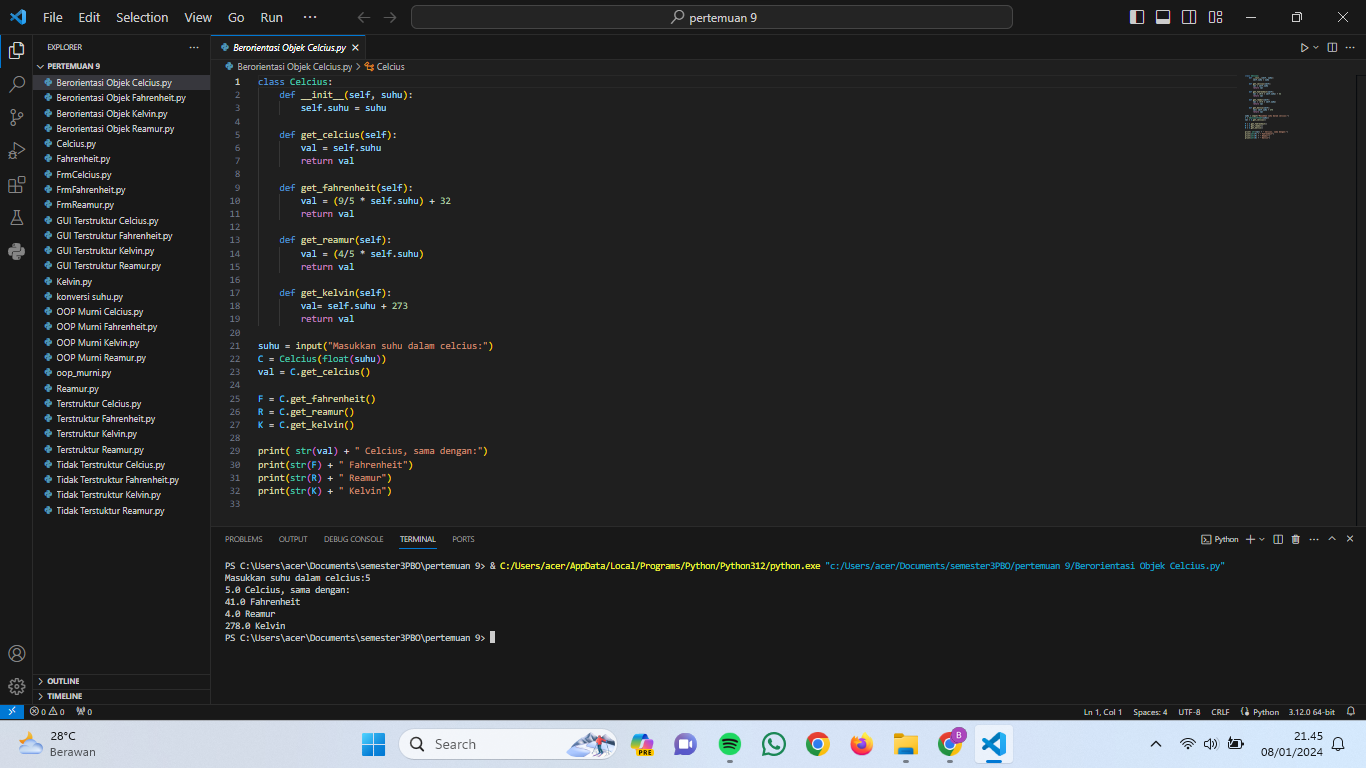 File Edit Selection View Go Run ···
pertemuan 9
EXPLORER ···
PERTEMUAN 9
Berorientasi Objek Celcius.py
Berorientasi Objek Fahrenheit.py
Berorientasi Objek Kelvin.py
Berorientasi Objek Reamur.py
Celcius.py
Fahrenheit.py
FrmCelcius.py
FrmFahrenheit.py
FrmReamur.py
GUI Terstruktur Celcius.py
GUI Terstruktur Fahrenheit.py
GUI Terstruktur Kelvin.py
GUI Terstruktur Reamur.py
Kelvin.py
konversi suhu.py
OOP Murni Celcius.py
OOP Murni Fahrenheit.py
OOP Murni Kelvin.py
OOP Murni Reamur.py
oop_murni.py
Reamur.py
Terstruktur Celcius.py
Terstruktur Fahrenheit.py
Terstruktur Kelvin.py
Terstruktur Reamur.py
Tidak Terstruktur Celcius.py
Tidak Terstruktur Fahrenheit.py
Tidak Terstruktur Kelvin.py
Tidak Terstuktur Reamur.py
OUTLINE
TIMELINE
Berorientasi Objek Celcius.py
Berorientasi Objek Celcius.py > Celcius
1 class Celcius:
2 def __init__(self, suhu):
3 self.suhu = suhu
4
5 def get_celcius(self):
6 val = self.suhu
7 return val
8
9 def get_fahrenheit(self):
10 val = (9/5 * self.suhu) + 32
11 return val
12
13 def get_reamur(self):
14 val = (4/5 * self.suhu)
15 return val
16
17 def get_kelvin(self):
18 val= self.suhu + 273
19 return val
20
21 suhu = input("Masukkan suhu dalam celcius:")
22 C = Celcius(float(suhu))
23 val = C.get_celcius()
24
25 F = C.get_fahrenheit()
26 R = C.get_reamur()
27 K = C.get_kelvin()
28
29 print( str(val) + " Celcius, sama dengan:")
30 print(str(F) + " Fahrenheit")
31 print(str(R) + " Reamur")
32 print(str(K) + " Kelvin")
33
PROBLEMS OUTPUT DEBUG CONSOLE TERMINAL PORTS
Python
PS C:\Users\acer\Documents\semester3PBO\pertemuan 9> & C:/Users/acer/AppData/Local/Programs/Python/Python312/python.exe "c:/Users/acer/Documents/semester3PBO/pertemuan 9/Berorientasi Objek Celcius.py"
Masukkan suhu dalam celcius:5
5.0 Celcius, sama dengan:
41.0 Fahrenheit
4.0 Reamur
278.0 Kelvin
PS C:\Users\acer\Documents\semester3PBO\pertemuan 9>
0 0 0
Ln 1, Col 1 Spaces: 4 UTF-8 CRLF Python 3.12.0 64-bit
28°C
Berawan
Search
PRE
B
21.45
08/01/2024